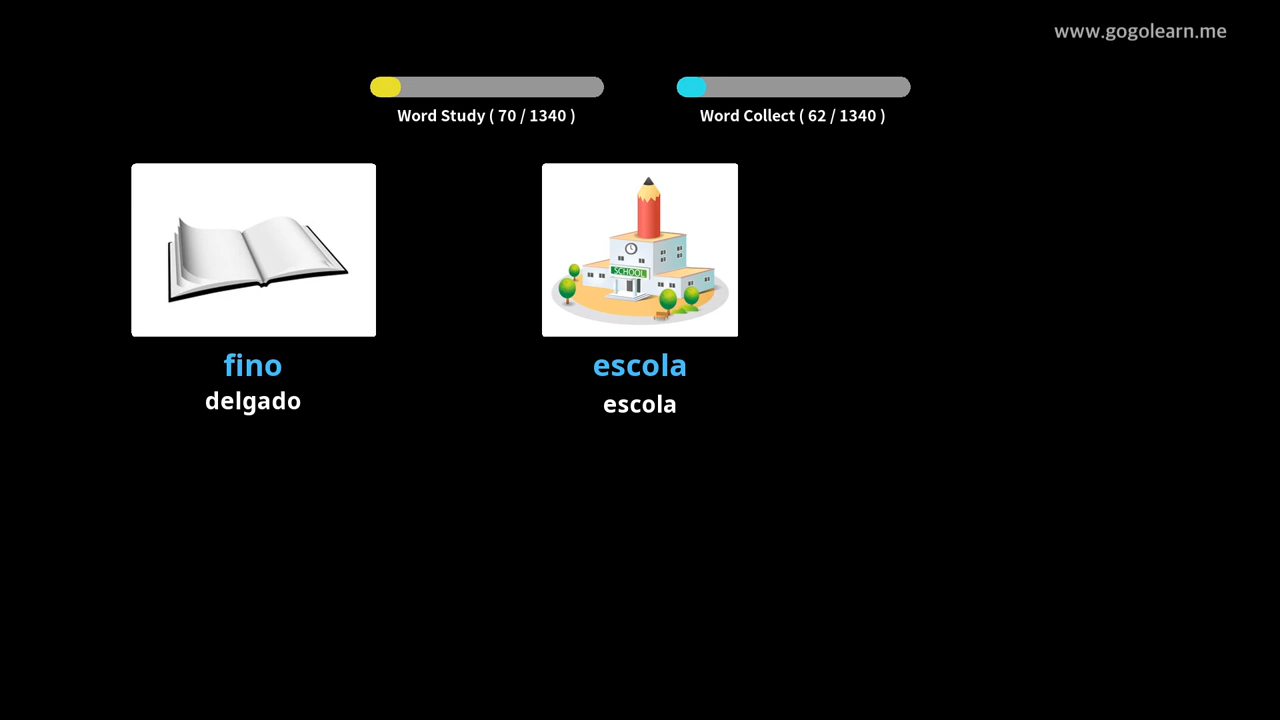 www.gogolearn.me
Word Study ( 70 / 1340 )
Word Collect ( 62 / 1340 )
SCHOOL
fino
delgado
escola
escola